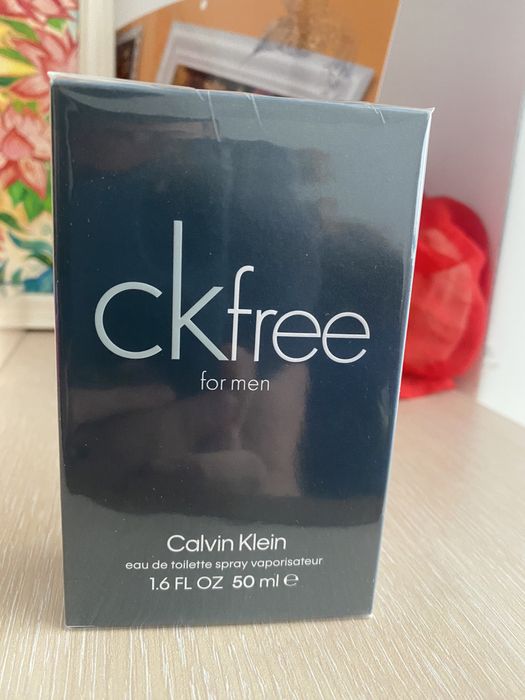 ckfree
for men
Calvin Klein
eau de toilette spray vaporisateur
1.6 FL OZ 50 ml ℮